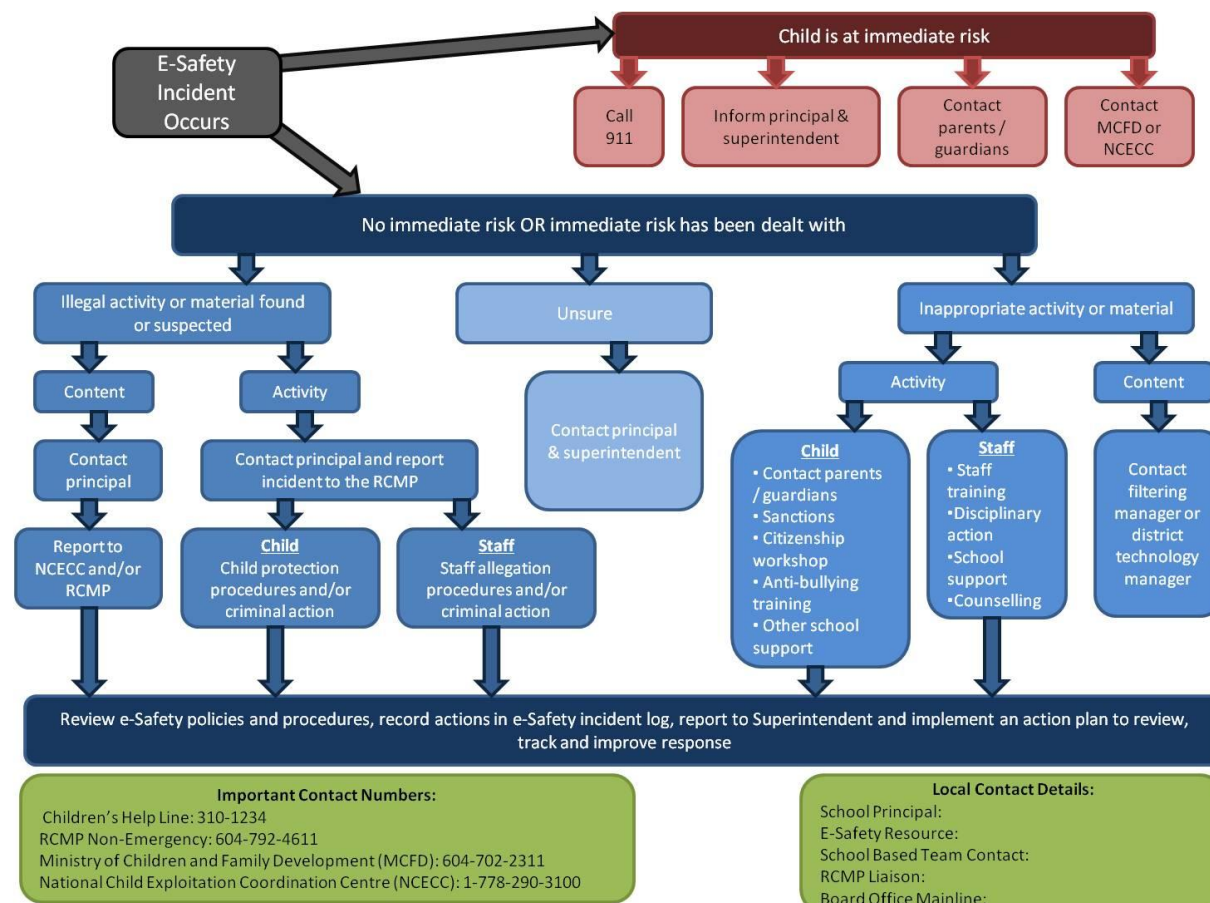 E-Safety
Incident
Occurs
Child is at immediate risk
Call
911
Inform principal &
superintendent
Contact
parents /
guardians
Contact
MCFD or
NCECC
No immediate risk OR immediate risk has been dealt with
Illegal activity or material found
or suspected
Unsure
Inappropriate activity or material
Content
Activity
Activity
Content
Contact
principal
Contact principal and report
incident to the RCMP
Contact principal
& superintendent
Report to
NCECC and/or
RCMP
Child
Child protection
procedures and/or
criminal action
Staff
Staff allegation
procedures and/or
criminal action
Child
▪ Contact parents
/ guardians
▪ Sanctions
▪ Citizenship
workshop
▪ Anti-bullying
training
▪ Other school
support
Staff
▪ Staff
training
▪Disciplinary
action
▪School
support
▪Counselling
Contact
filtering
manager or
district
technology
manager
Review e-Safety policies and procedures, record actions in e-Safety incident log, report to Superintendent and implement an action plan to review,
track and improve response
Important Contact Numbers:
Children's Help Line: 310-1234
RCMP Non-Emergency: 604-792-4611
Ministry of Children and Family Development (MCFD): 604-702-2311
National Child Exploitation Coordination Centre (NCECC): 1-778-290-3100
Local Contact Details:
School Principal:
E-Safety Resource:
School Based Team Contact:
RCMP Liaison:
Board Office Mainline: